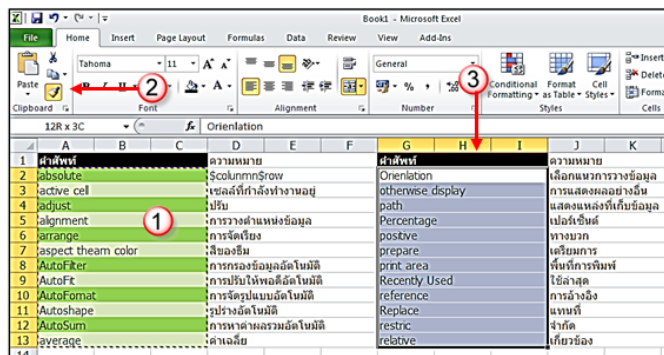 Book1 - Microsoft Excel
File Home Insert Page Layout Formulas Data Review View Add-Ins
Paste
Tahoma 11 A A
B I U A
General
% ,
Conditional Formatting
Format as Table
Cell Styles
Insert
Delet
Forma
Clipboard Font Alignment Number Styles Cells
12R x 3C fx Orienlation
A B C D E F G H I J K
1 คำศัพท์ ความหมาย คำศัพท์ ความหมาย
2 absolute $colunmn$row Orienlation เลือกแนวการวางข้อมูล
3 active cell เซลล์ที่กำลังทำงานอยู่ otherwise display การแสดงผลอย่างอื่น
4 adjust ปรับ path แสดงแหล่งที่เก็บข้อมูล
5 alignment การวางตำแหน่งข้อมูล Percentage เปอร์เซ็นต์
6 arrange การจัดเรียง positive ทางบวก
7 aspect theam color สีของธีม prepare เตรียมการ
8 AutoFilter การกรองข้อมูลอัตโนมัติ print area พื้นที่การพิมพ์
9 AutoFit การปรับให้พอดีอัตโนมัติ Recently Used ใช้ล่าสุด
10 AutoFomat การจัดรูปแบบอัตโนมัติ reference การอ้างอิง
11 Autoshape รูปร่างอัตโนมัติ Replace แทนที่
12 AutoSum การหาค่าผลรวมอัตโนมัติ restric จำกัด
13 average ค่าเฉลี่ย relative เกี่ยวข้อง
1
2
3